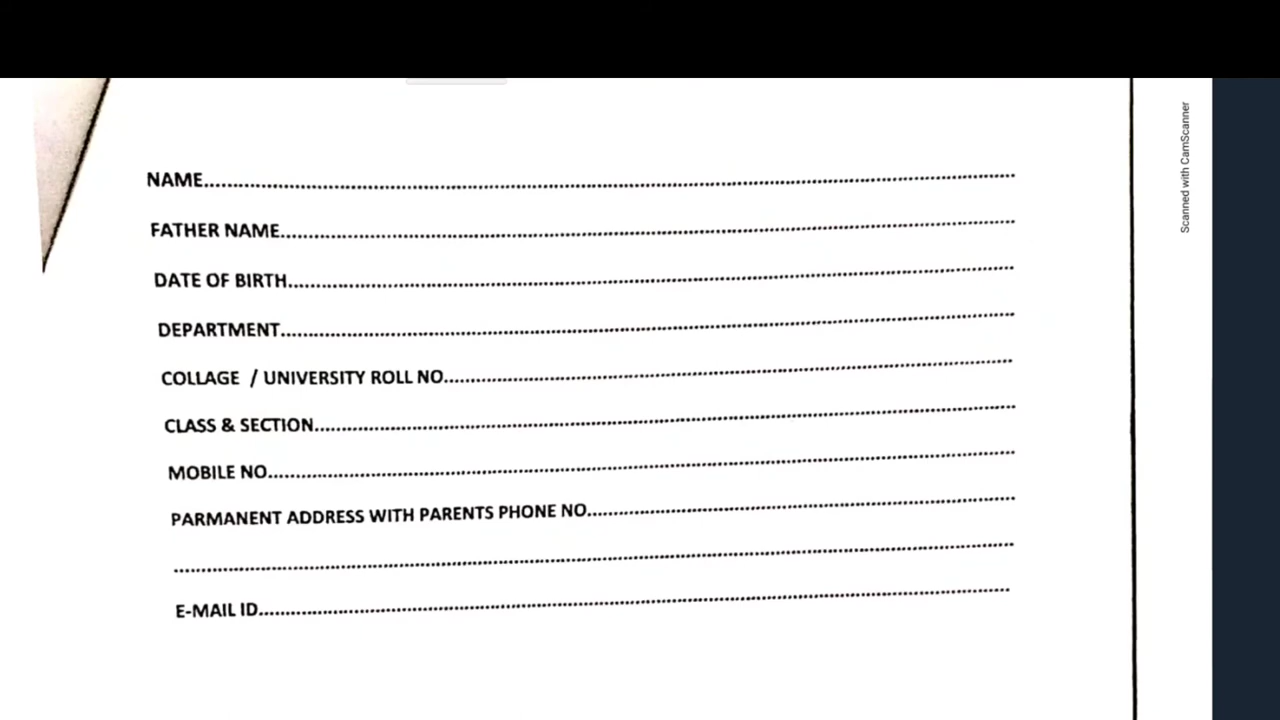 NAME
FATHER NAME
DATE OF BIRTH
DEPARTMENT
COLLAGE / UNIVERSITY ROLL NO
CLASS & SECTION
MOBILE NO
PARMANENT ADDRESS WITH PARENTS PHONE NO
E-MAIL ID
Scanned with CamScanner